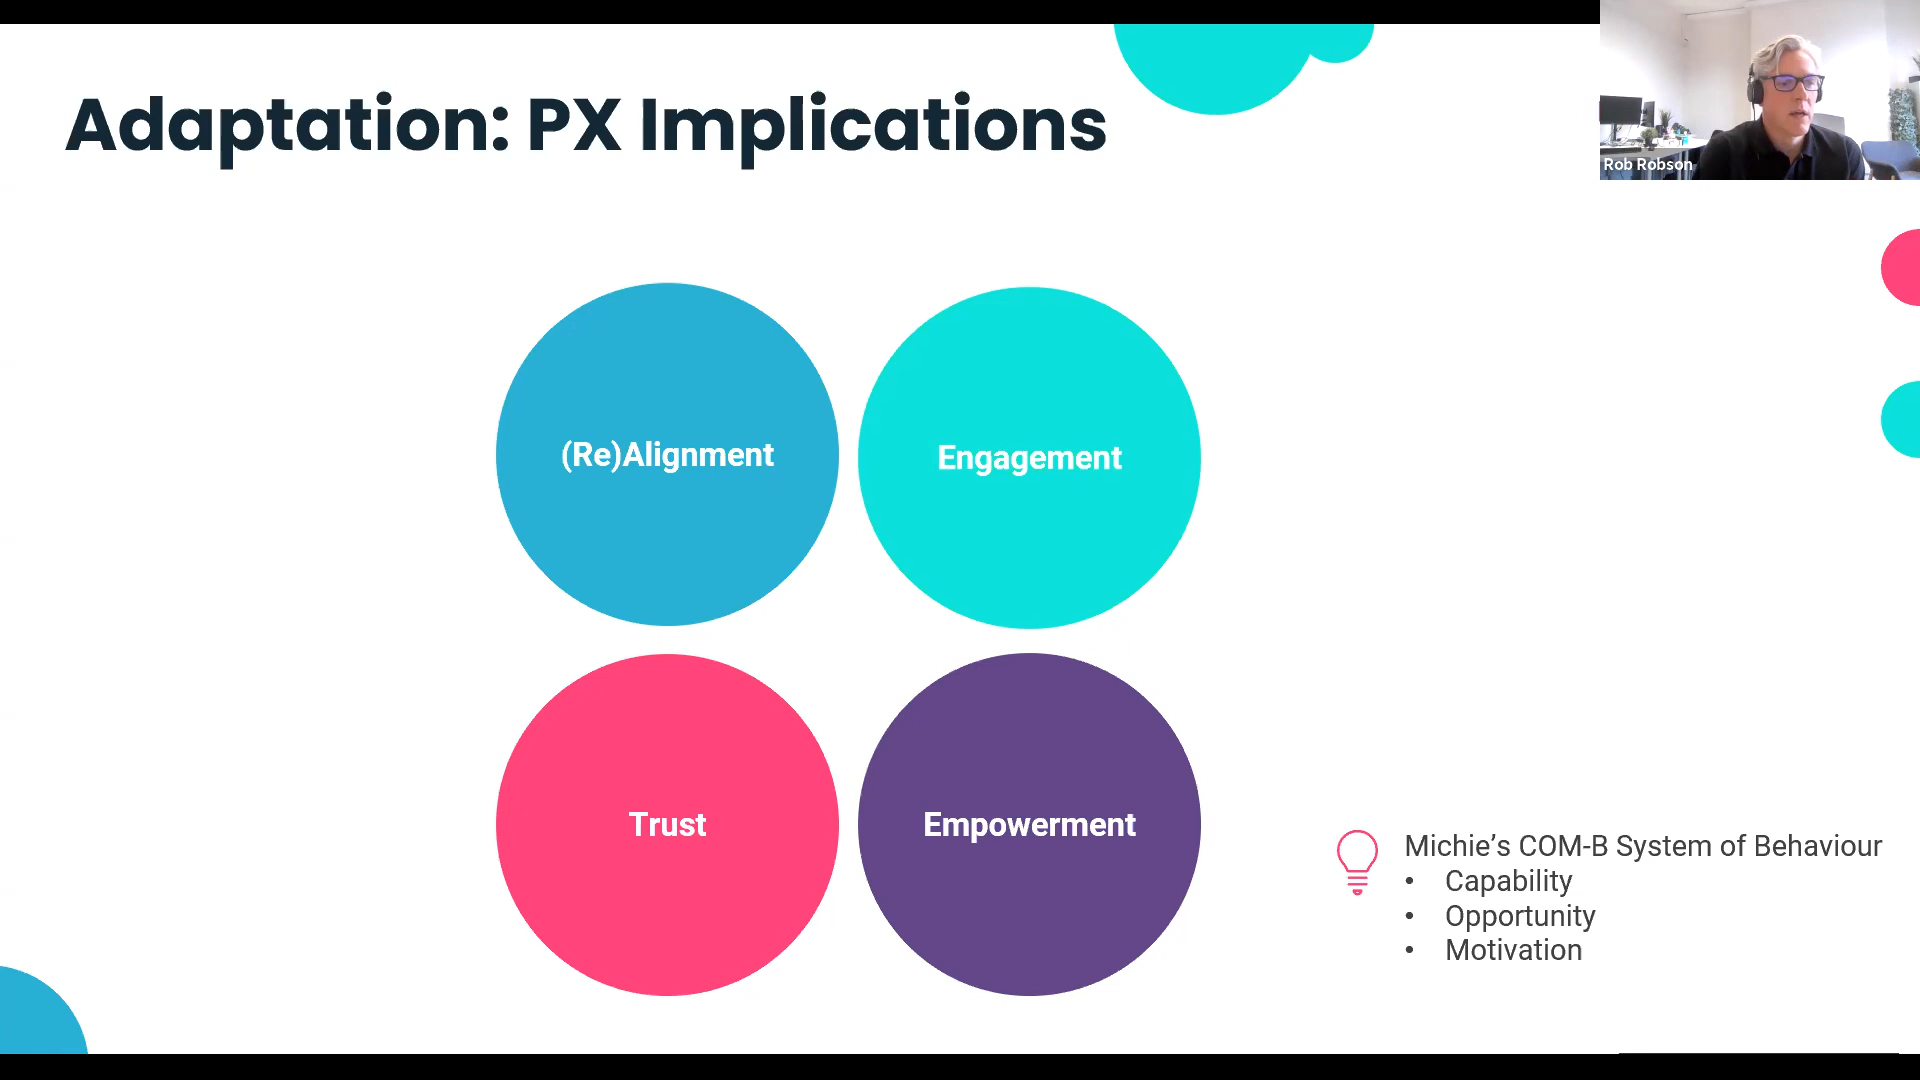 Adaptation: PX Implications
Rob Robson
(Re)Alignment
Engagement
Trust
Empowerment
Michie’s COM-B System of Behaviour
• Capability
• Opportunity
• Motivation